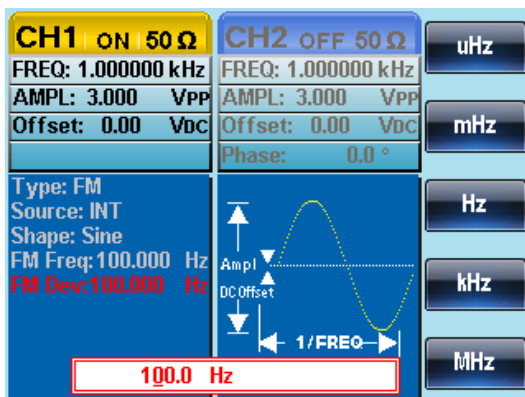 CH1 ON 50 Ω
FREQ: 1.000000 kHz
AMPL: 3.000 VPP
Offset: 0.00 VDC
CH2 OFF 50 Ω
FREQ: 1.000000 kHz
AMPL: 3.000 VPP
Offset: 0.00 VDC
Phase: 0.0 °
Type: FM
Source: INT
Shape: Sine
FM Freq:100.000 Hz
FM Dev:100.000 Hz
Ampl
DC Offset
1/FREQ
100.0 Hz
uHz
mHz
Hz
kHz
MHz